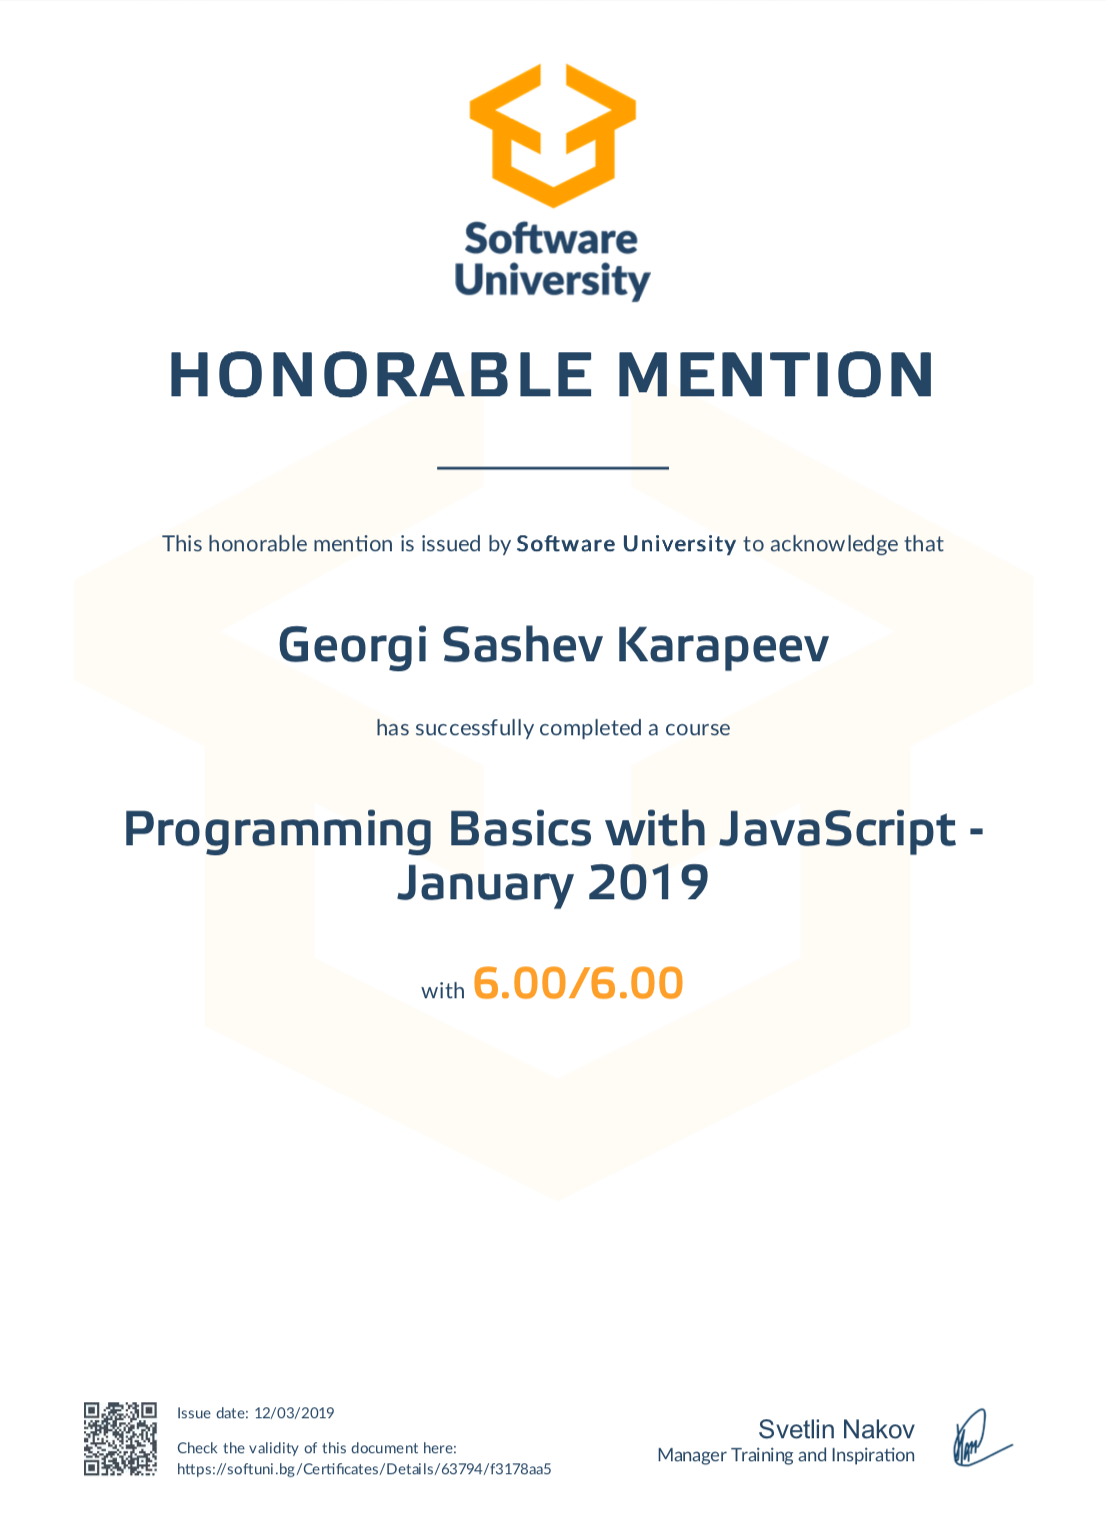 Software
University
HONORABLE MENTION
This honorable mention is issued by Software University to acknowledge that
Georgi Sashev Karapeev
has successfully completed a course
Programming Basics with JavaScript -
January 2019
with 6.00/6.00
Issue date: 12/03/2019
Check the validity of this document here:
https://softuni.bg/Certificates/Details/63794/f3178aa5
Svetlin Nakov
Manager Training and Inspiration